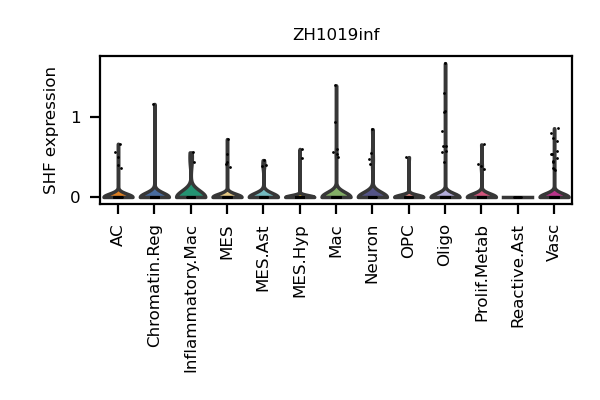 ZH1019inf
SHF expression
1
0
AC
Chromatin.Reg
Inflammatory.Mac
MES
MES.Ast
MES.Hyp
Mac
Neuron
OPC
Oligo
Prolif.Metab
Reactive.Ast
Vasc